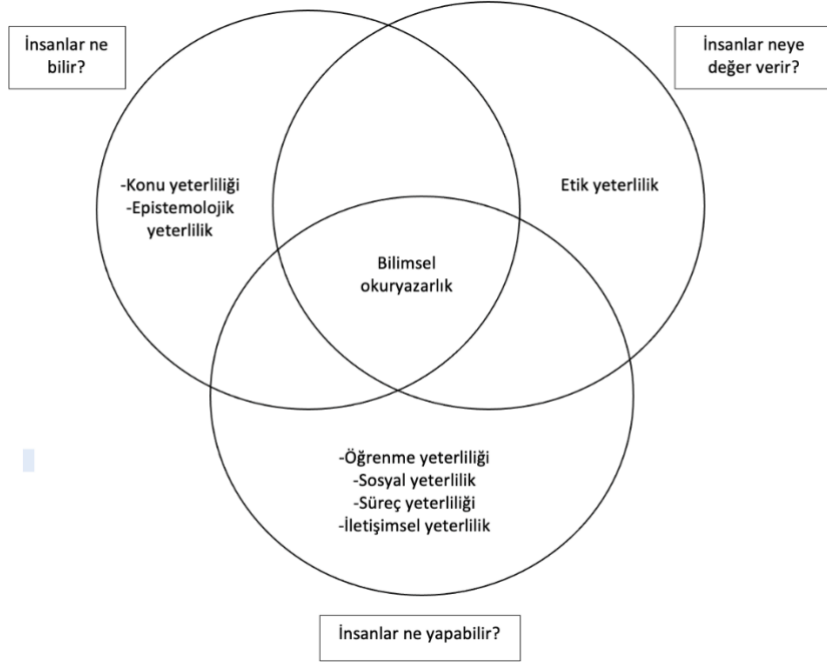 İnsanlar ne
bilir?
İnsanlar neye
değer verir?
-Konu yeterliliği
-Epistemolojik
yeterlilik
Etik yeterlilik
Bilimsel
okuryazarlık
-Öğrenme yeterliliği
-Sosyal yeterlilik
-Süreç yeterliliği
-İletişimsel yeterlilik
İnsanlar ne yapabilir?